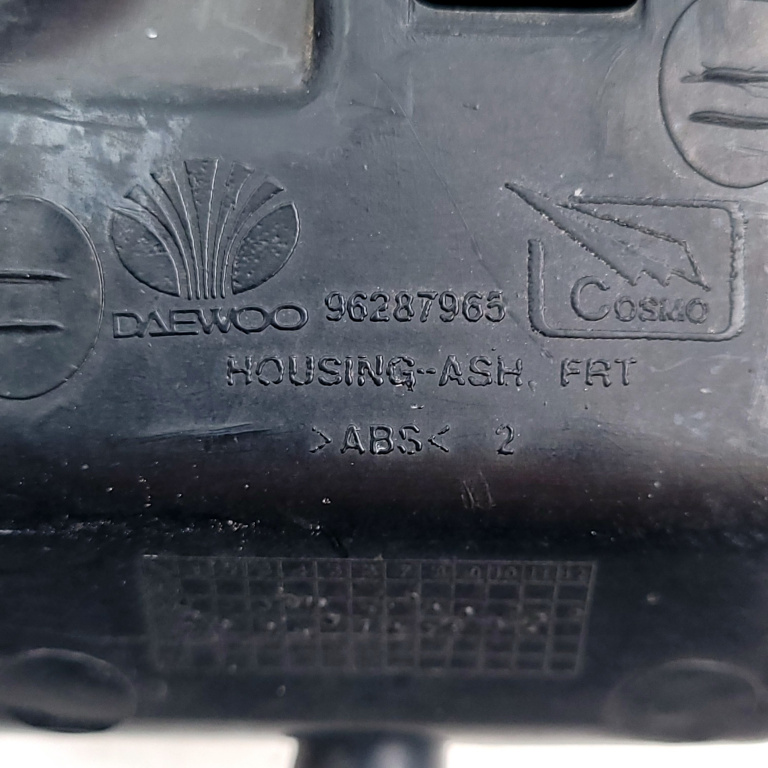 DAEWOO 96287965 COSMO
HOUSING-ASH, FRT
>ABS< 2